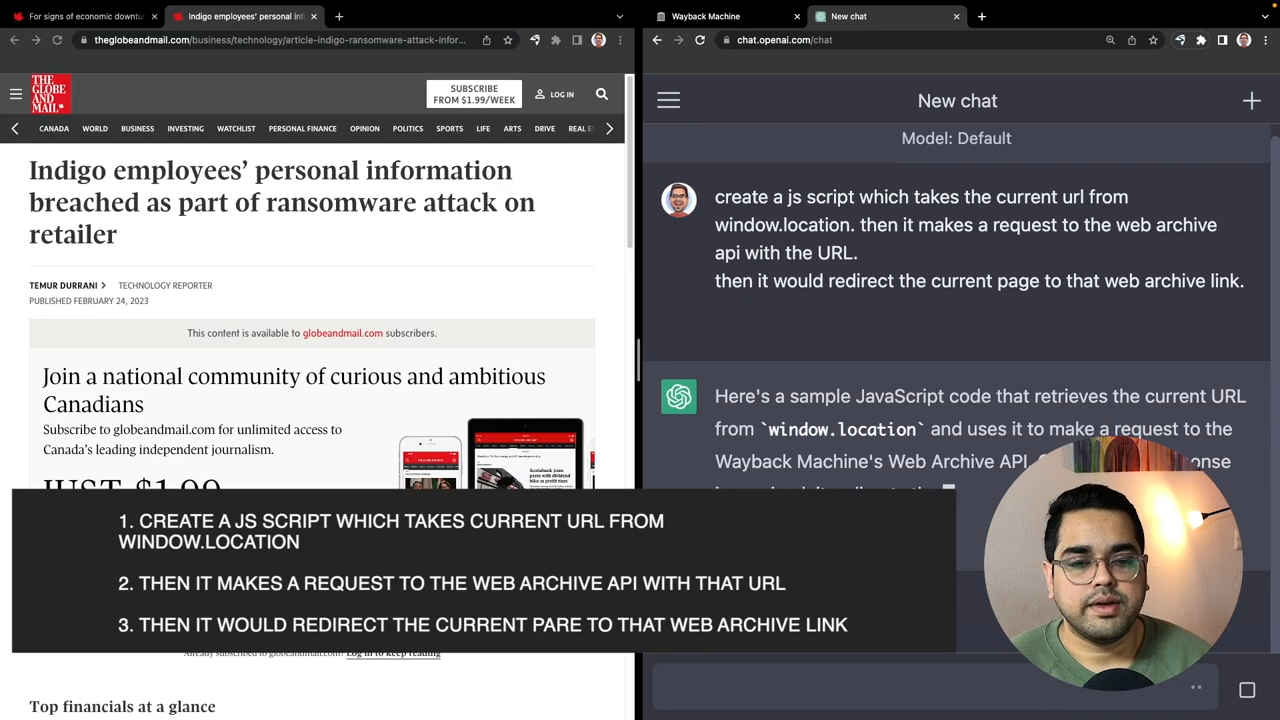 For signs of economic downtu
Indigo employees' personal inf
theglobeandmail.com/business/technology/article-indigo-ransomware-attack-infor...
THE
GLOBE
AND
MAIL
SUBSCRIBE
FROM $1.99/WEEK
LOG IN
CANADA WORLD BUSINESS INVESTING WATCHLIST PERSONAL FINANCE OPINION POLITICS SPORTS LIFE ARTS DRIVE REAL E
Indigo employees’ personal information
breached as part of ransomware attack on
retailer
TEMUR DURRANI TECHNOLOGY REPORTER
PUBLISHED FEBRUARY 24, 2023
This content is available to globeandmail.com subscribers.
Join a national community of curious and ambitious
Canadians
Subscribe to globeandmail.com for unlimited access to
Canada's leading independent journalism.
JUST $1.99
Already subscribed to globeandmail.com? Log in to keep reading
Top financials at a glance
Wayback Machine
New chat
chat.openai.com/chat
New chat
Model: Default
create a js script which takes the current url from
window.location. then it makes a request to the web archive
api with the URL.
then it would redirect the current page to that web archive link.
Here's a sample JavaScript code that retrieves the current URL
from `window.location` and uses it to make a request to the
Wayback Machine's Web Archive API.
1. CREATE A JS SCRIPT WHICH TAKES CURRENT URL FROM
WINDOW.LOCATION
2. THEN IT MAKES A REQUEST TO THE WEB ARCHIVE API WITH THAT URL
3. THEN IT WOULD REDIRECT THE CURRENT PARE TO THAT WEB ARCHIVE LINK